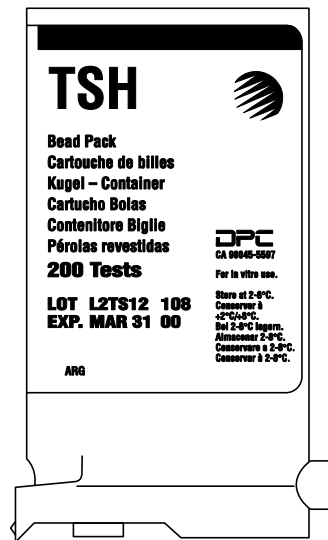 TSH
Bead Pack
Cartouche de billes
Kugel – Container
Cartucho Bolas
Contenitore Biglie
Pérolas revestidas
200 Tests
LOT L2TS12 108
EXP. MAR 31 00
ARG
DPC
CA 90045-5597
For in vitro use.
Store at 2-8°C.
Conserver à
+2°C/+8°C.
Bei 2-8°C lagern.
Almacenar 2-8°C.
Conservare a 2-8°C.
Conservar à 2-8°C.